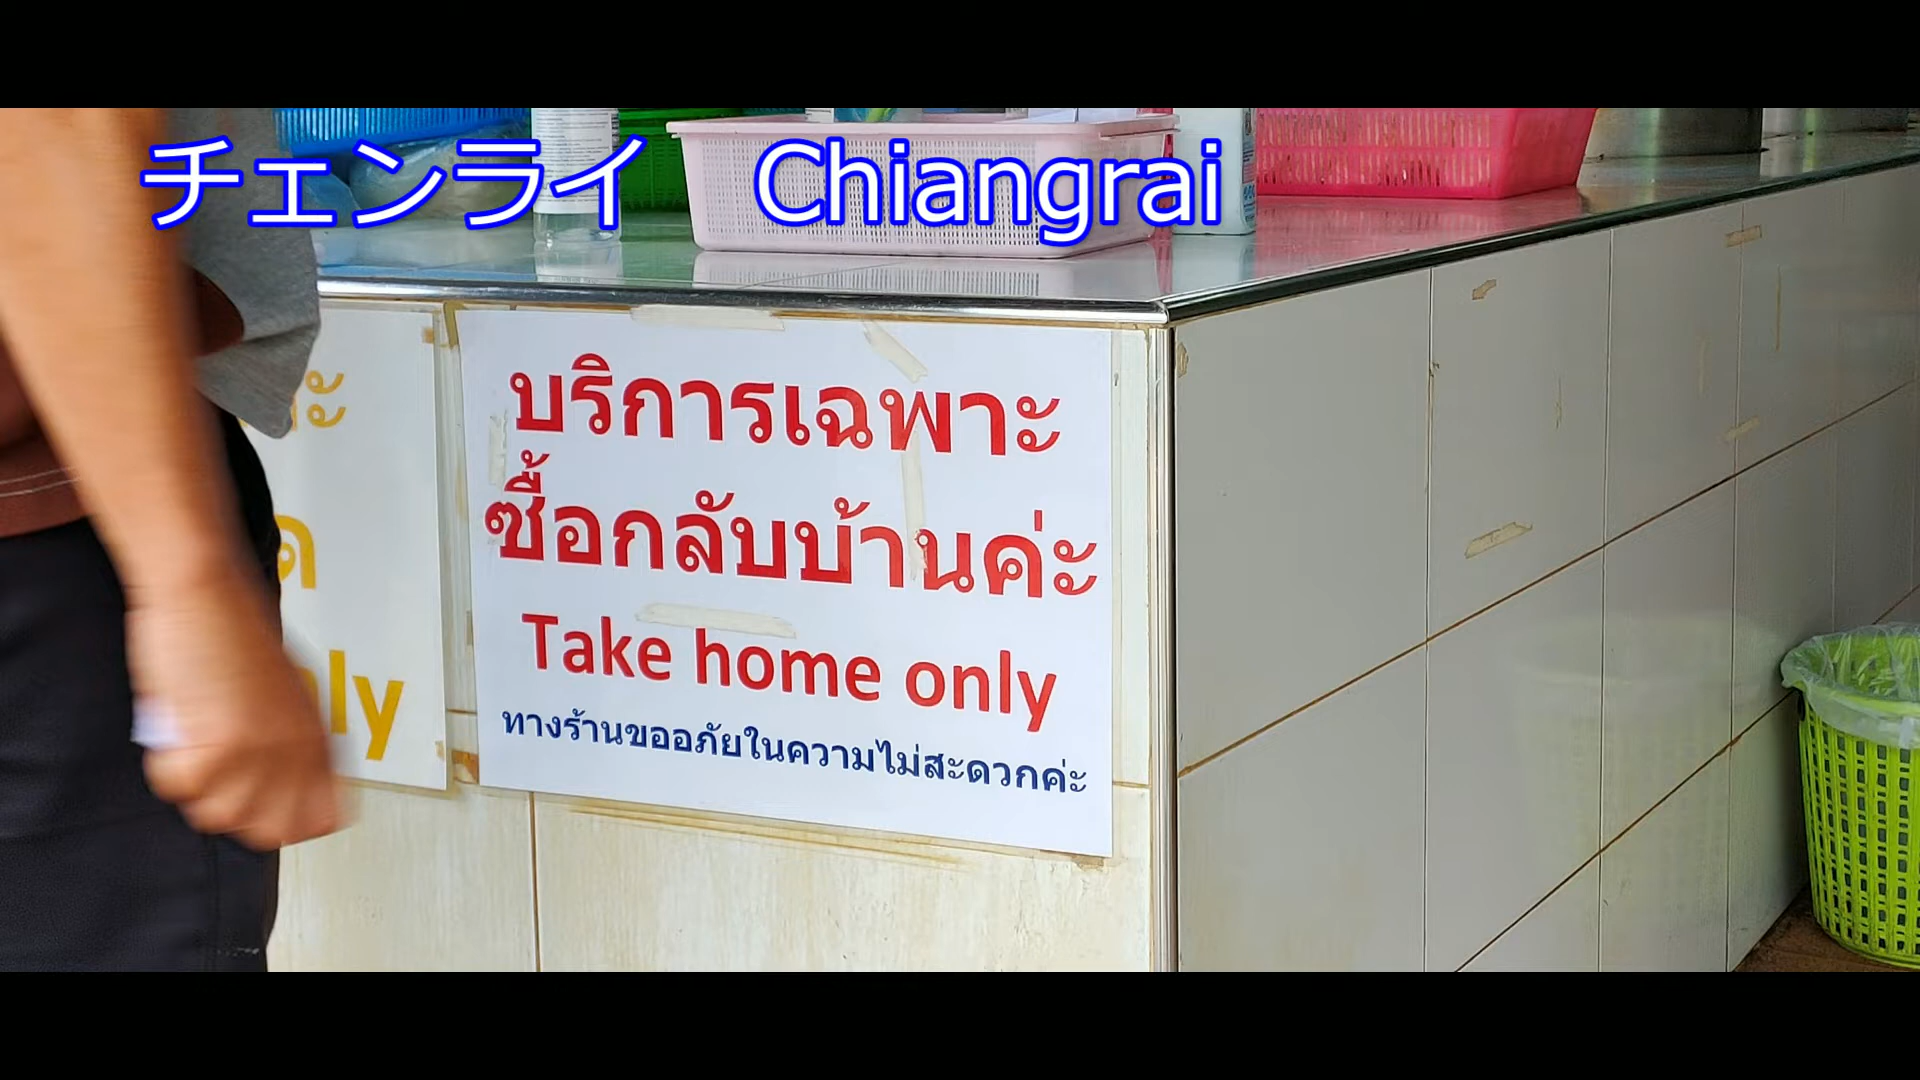 チェンライ　Chiangrai
บริการเฉพาะ
ซื้อกลับบ้านค่ะ
Take home only
ทางร้านขออภัยในความไม่สะดวกค่ะ